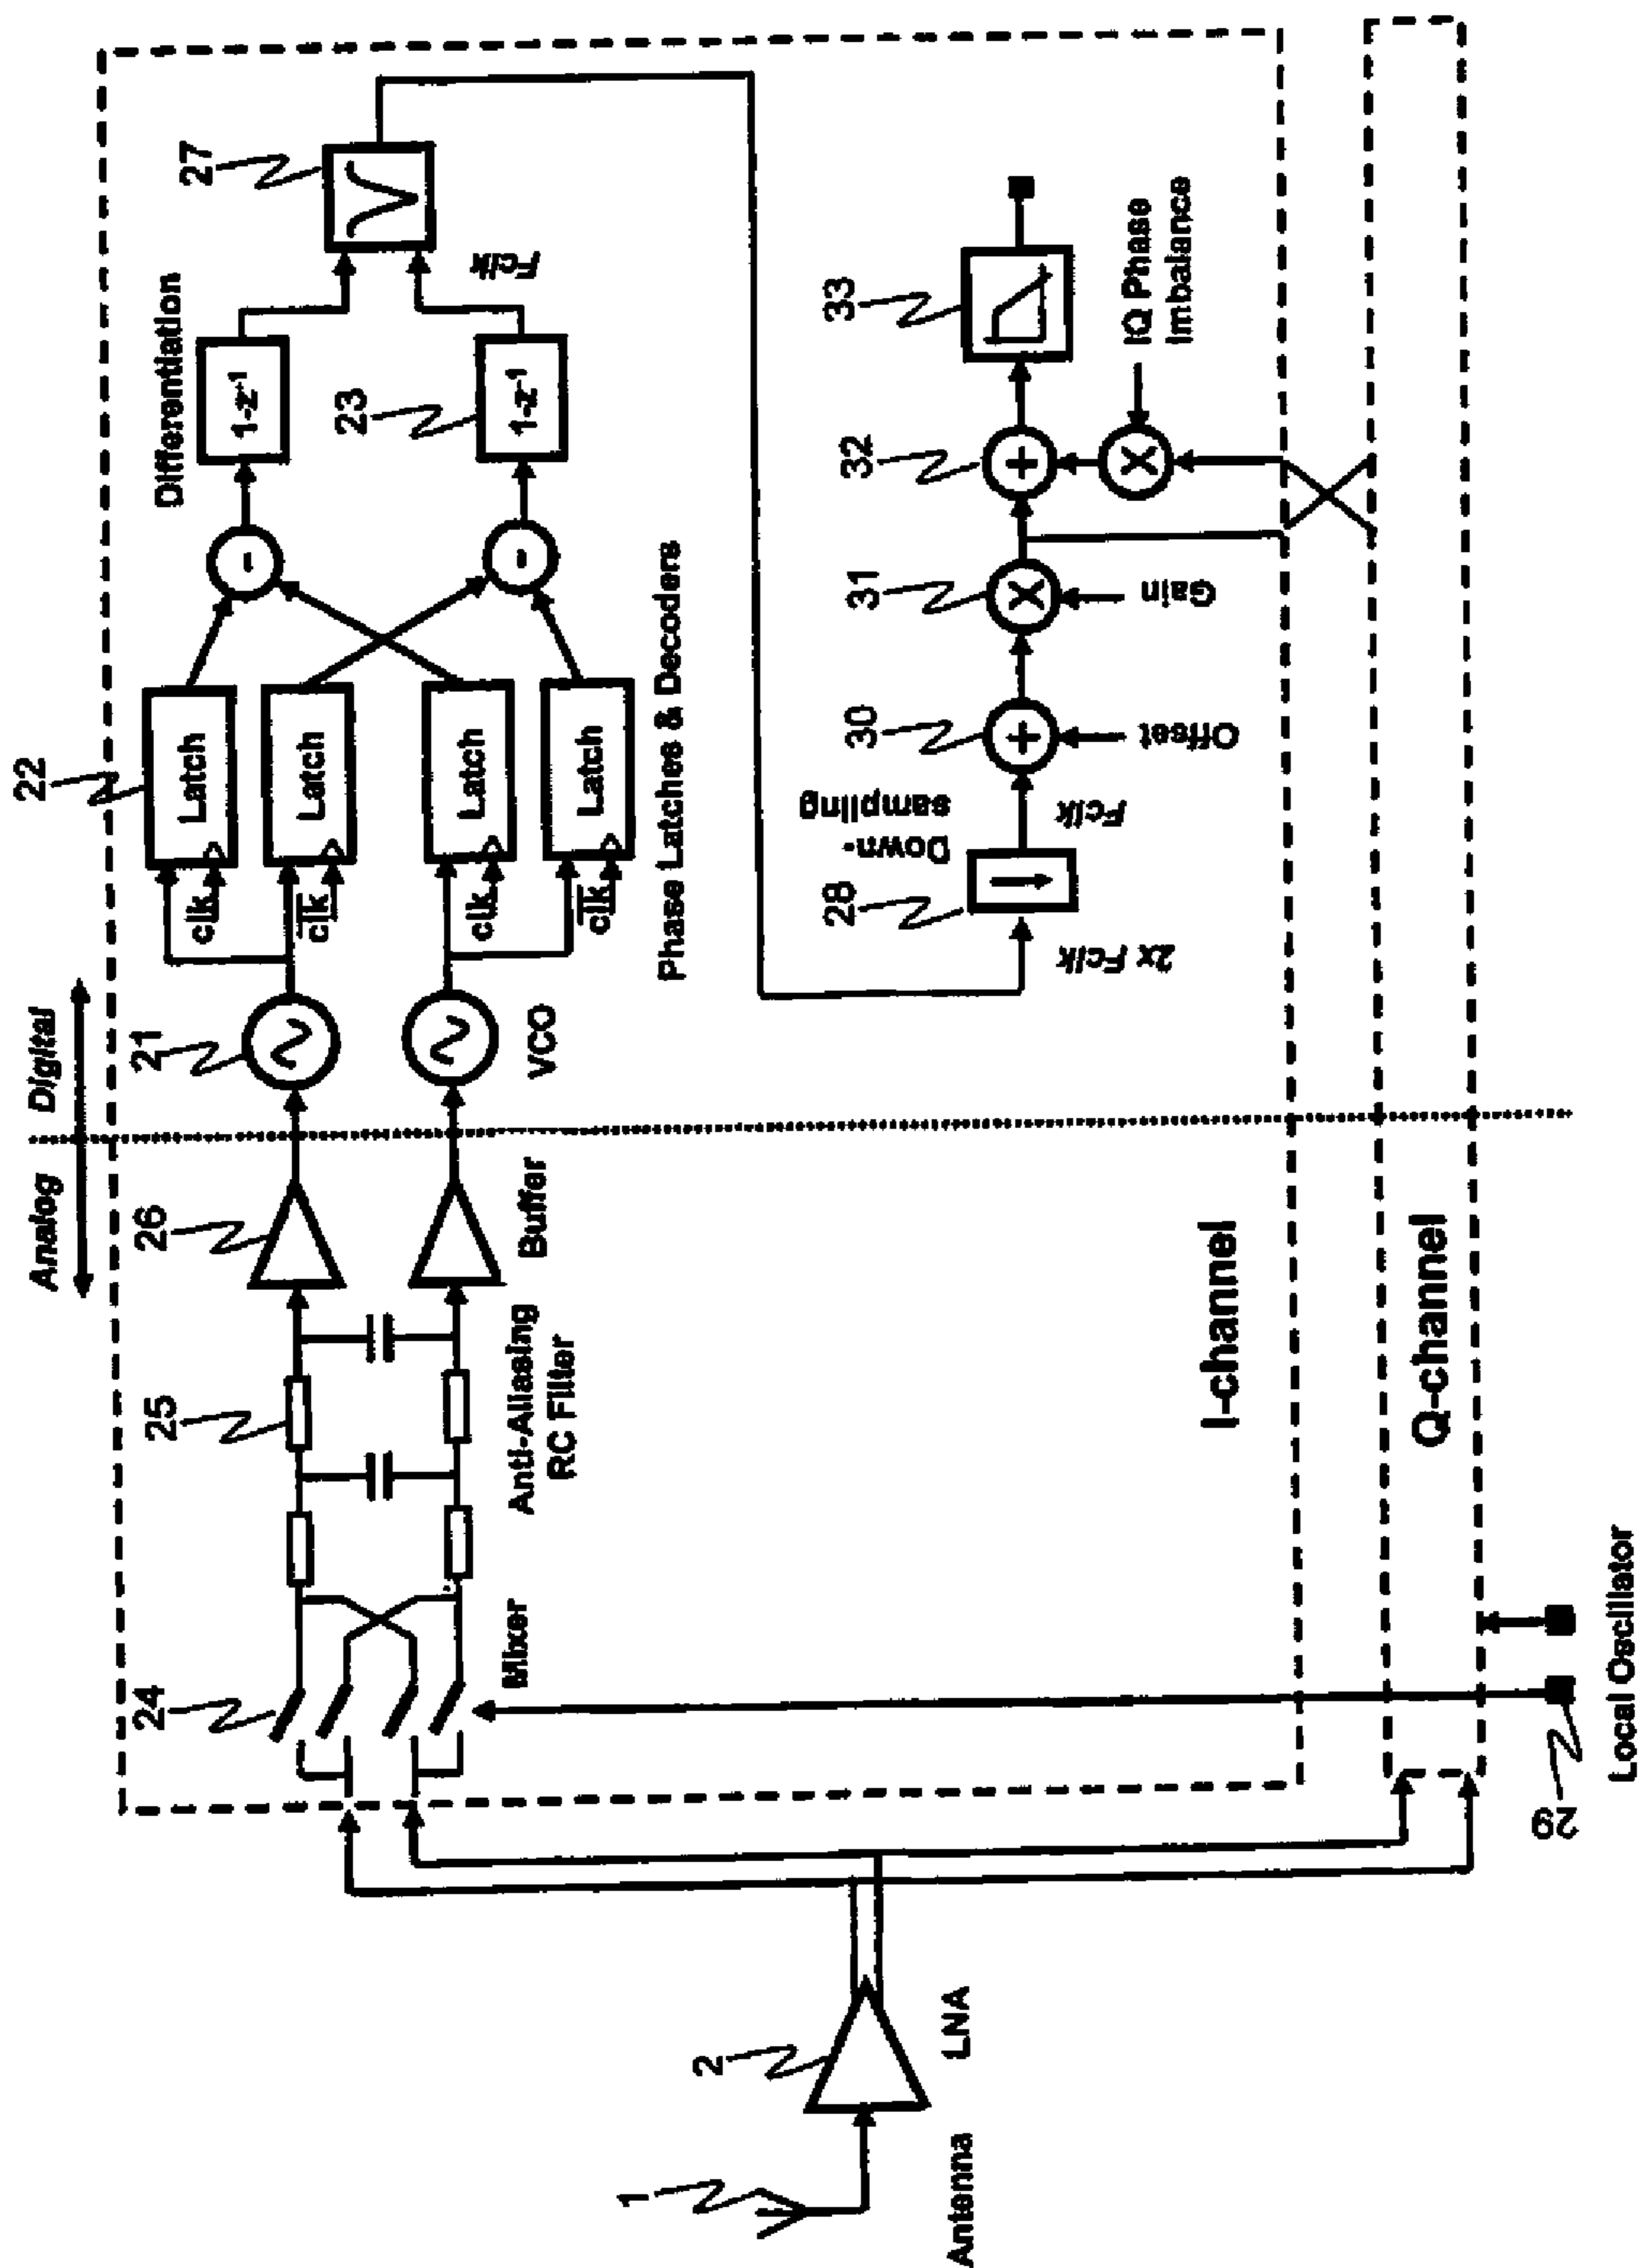 Analog Digital
1
Antenna
2
LNA
24
Mixer
25
Anti-Aliasing
RC Filter
26
Buffer
21
VCO
22
Latch
clk
Latch
clk
Latch
clk
Latch
clk
Phase Latches & Decoders
Differentiation
1-z⁻¹
23
1-z⁻¹
27
Fclk
2x Fclk
28
Down-
sampling
Fclk
30
+
Offset
31
X
Gain
32
+
X
IQ Phase
Imbalance
33
I-channel
Q-channel
29
Local Oscillator